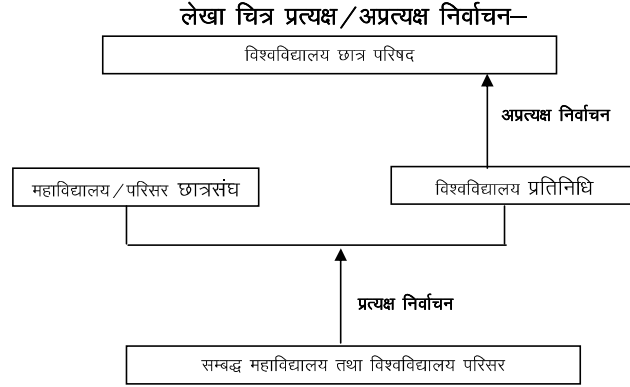 लेखा चित्र प्रत्यक्ष/अप्रत्यक्ष निर्वाचन–
विश्वविद्यालय छात्र परिषद
अप्रत्यक्ष निर्वाचन
महाविद्यालय/परिसर छात्रसंघ
विश्वविद्यालय प्रतिनिधि
प्रत्यक्ष निर्वाचन
सम्बद्ध महाविद्यालय तथा विश्वविद्यालय परिसर